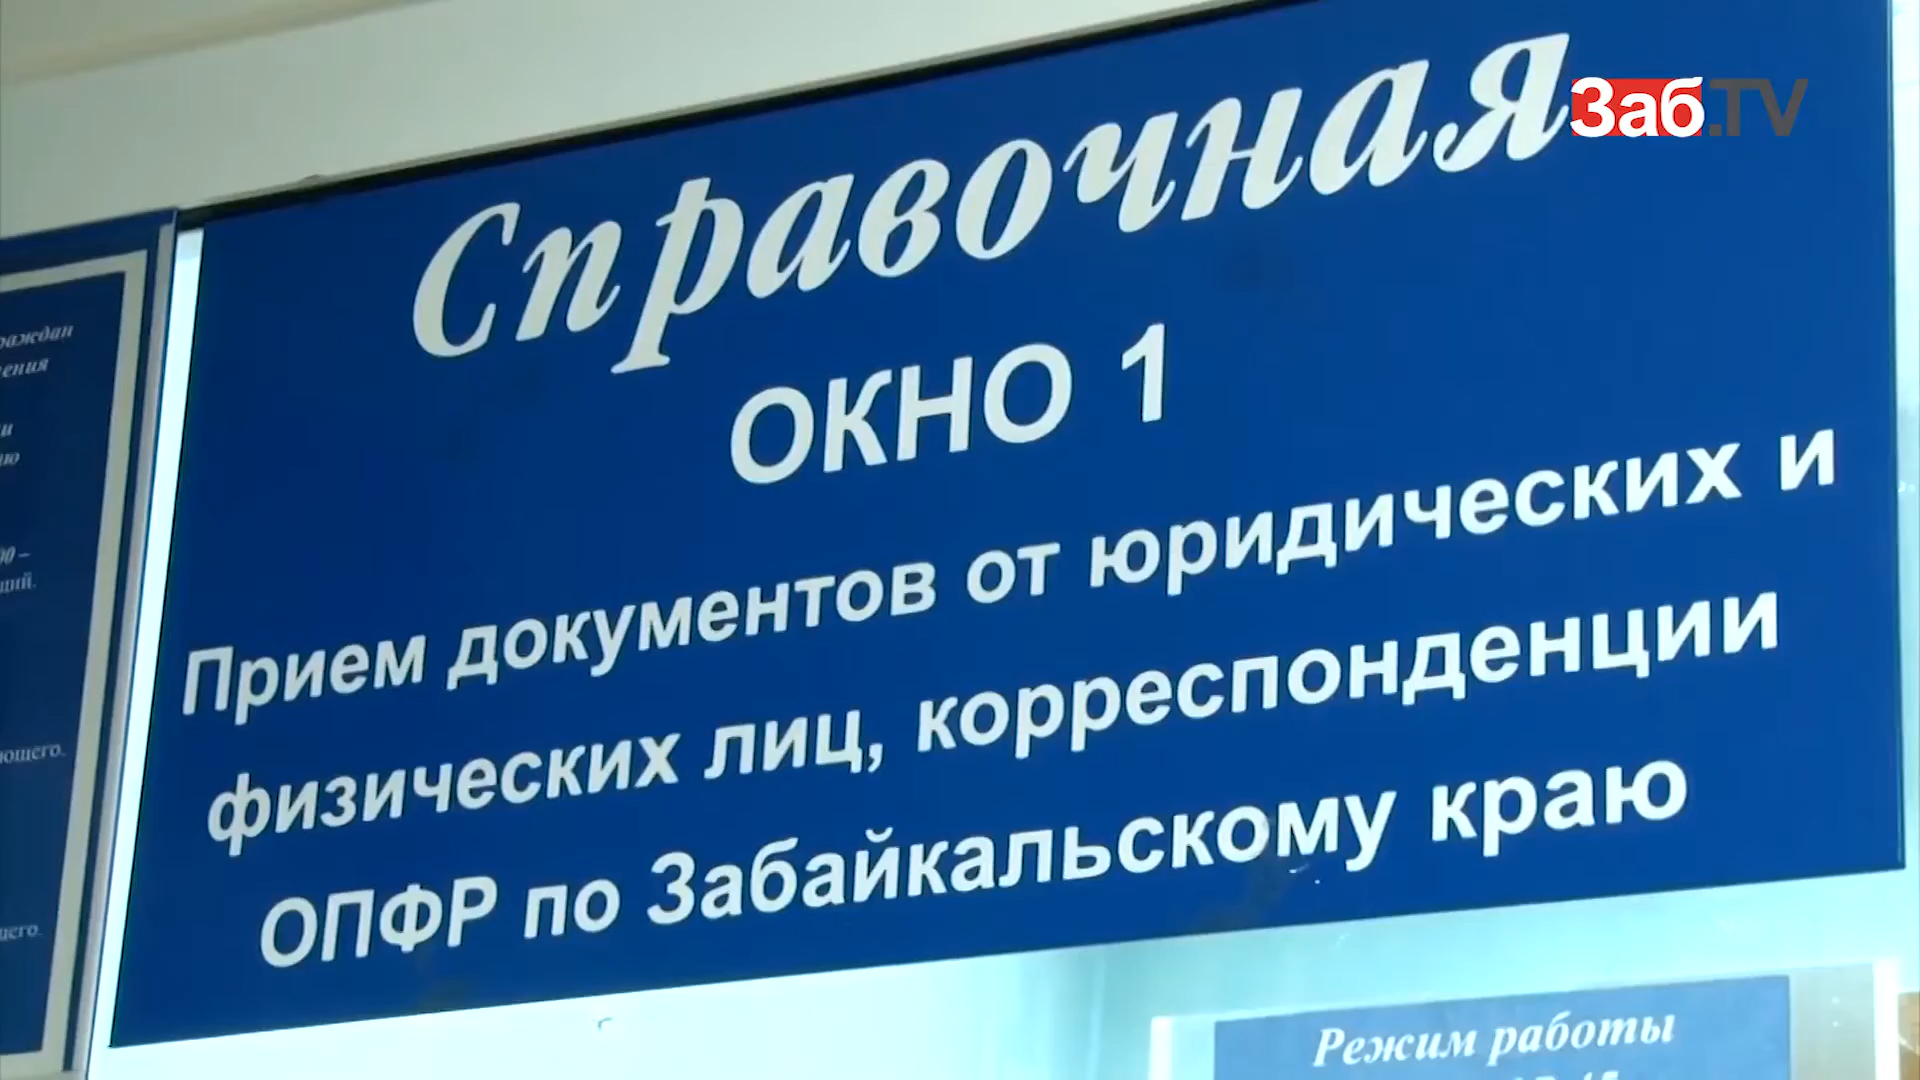 Заб.TV
Справочная
ОКНО 1
Прием документов от юридических и
физических лиц, корреспонденции
ОПФР по Забайкальскому краю
Режим работы